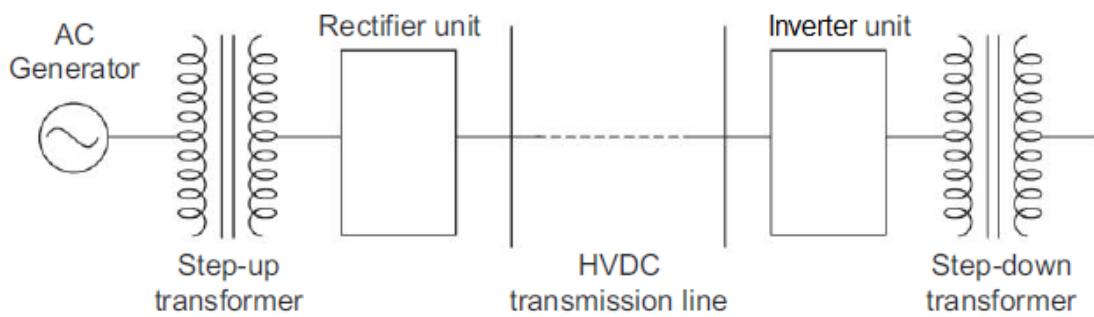 AC
Generator
Rectifier unit
Inverter unit
Step-up
transformer
HVDC
transmission line
Step-down
transformer